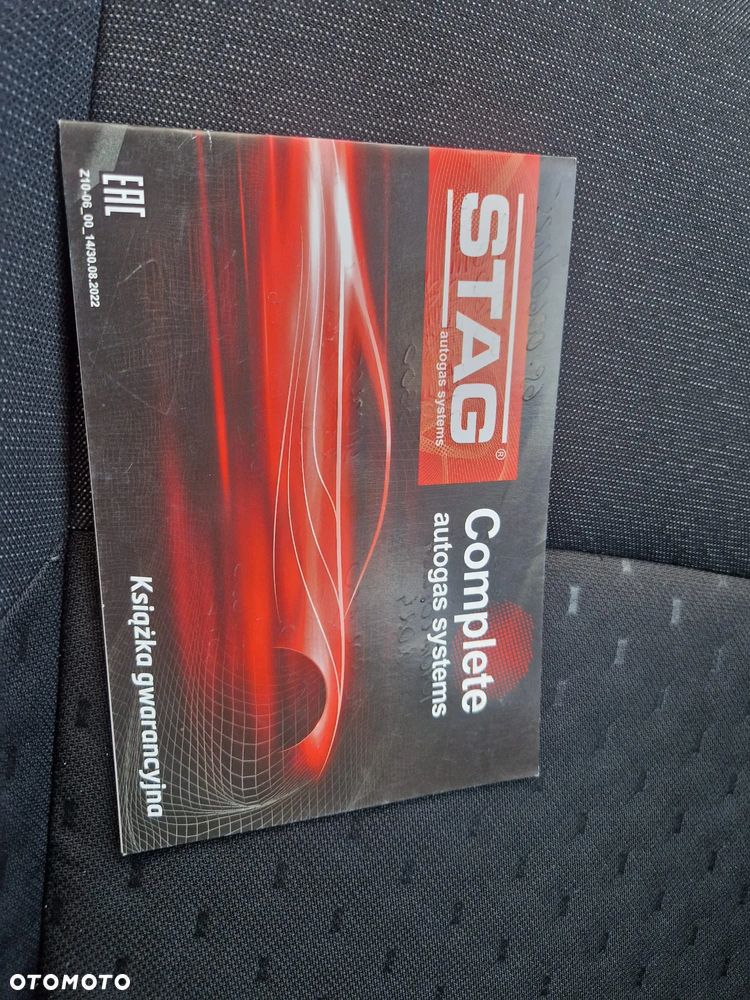 STAG®
autogas systems
Complete
autogas systems
EAC
Z10-06_00_14/30.08.2022
Książka gwarancyjna
OTOMOTO